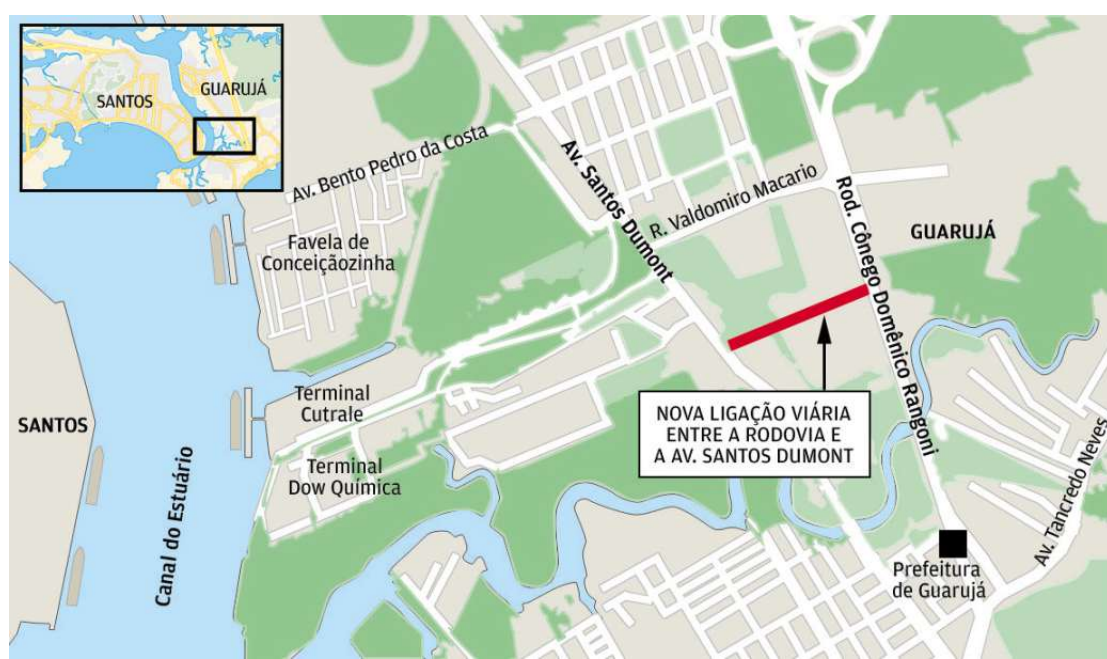 SANTOS
GUARUJÁ
Av. Bento Pedro da Costa
Av. Santos Dumont
R. Valdomiro Macario
Rod. Cônego Domênico Rangoni
GUARUJÁ
Favela de
Conceiçãozinha
NOVA LIGAÇÃO VIÁRIA
ENTRE A RODOVIA E
A AV. SANTOS DUMONT
Terminal
Cutrale
SANTOS
Terminal
Dow Química
Canal do Estuário
Av. Tancredo Neves
Prefeitura
de Guarujá